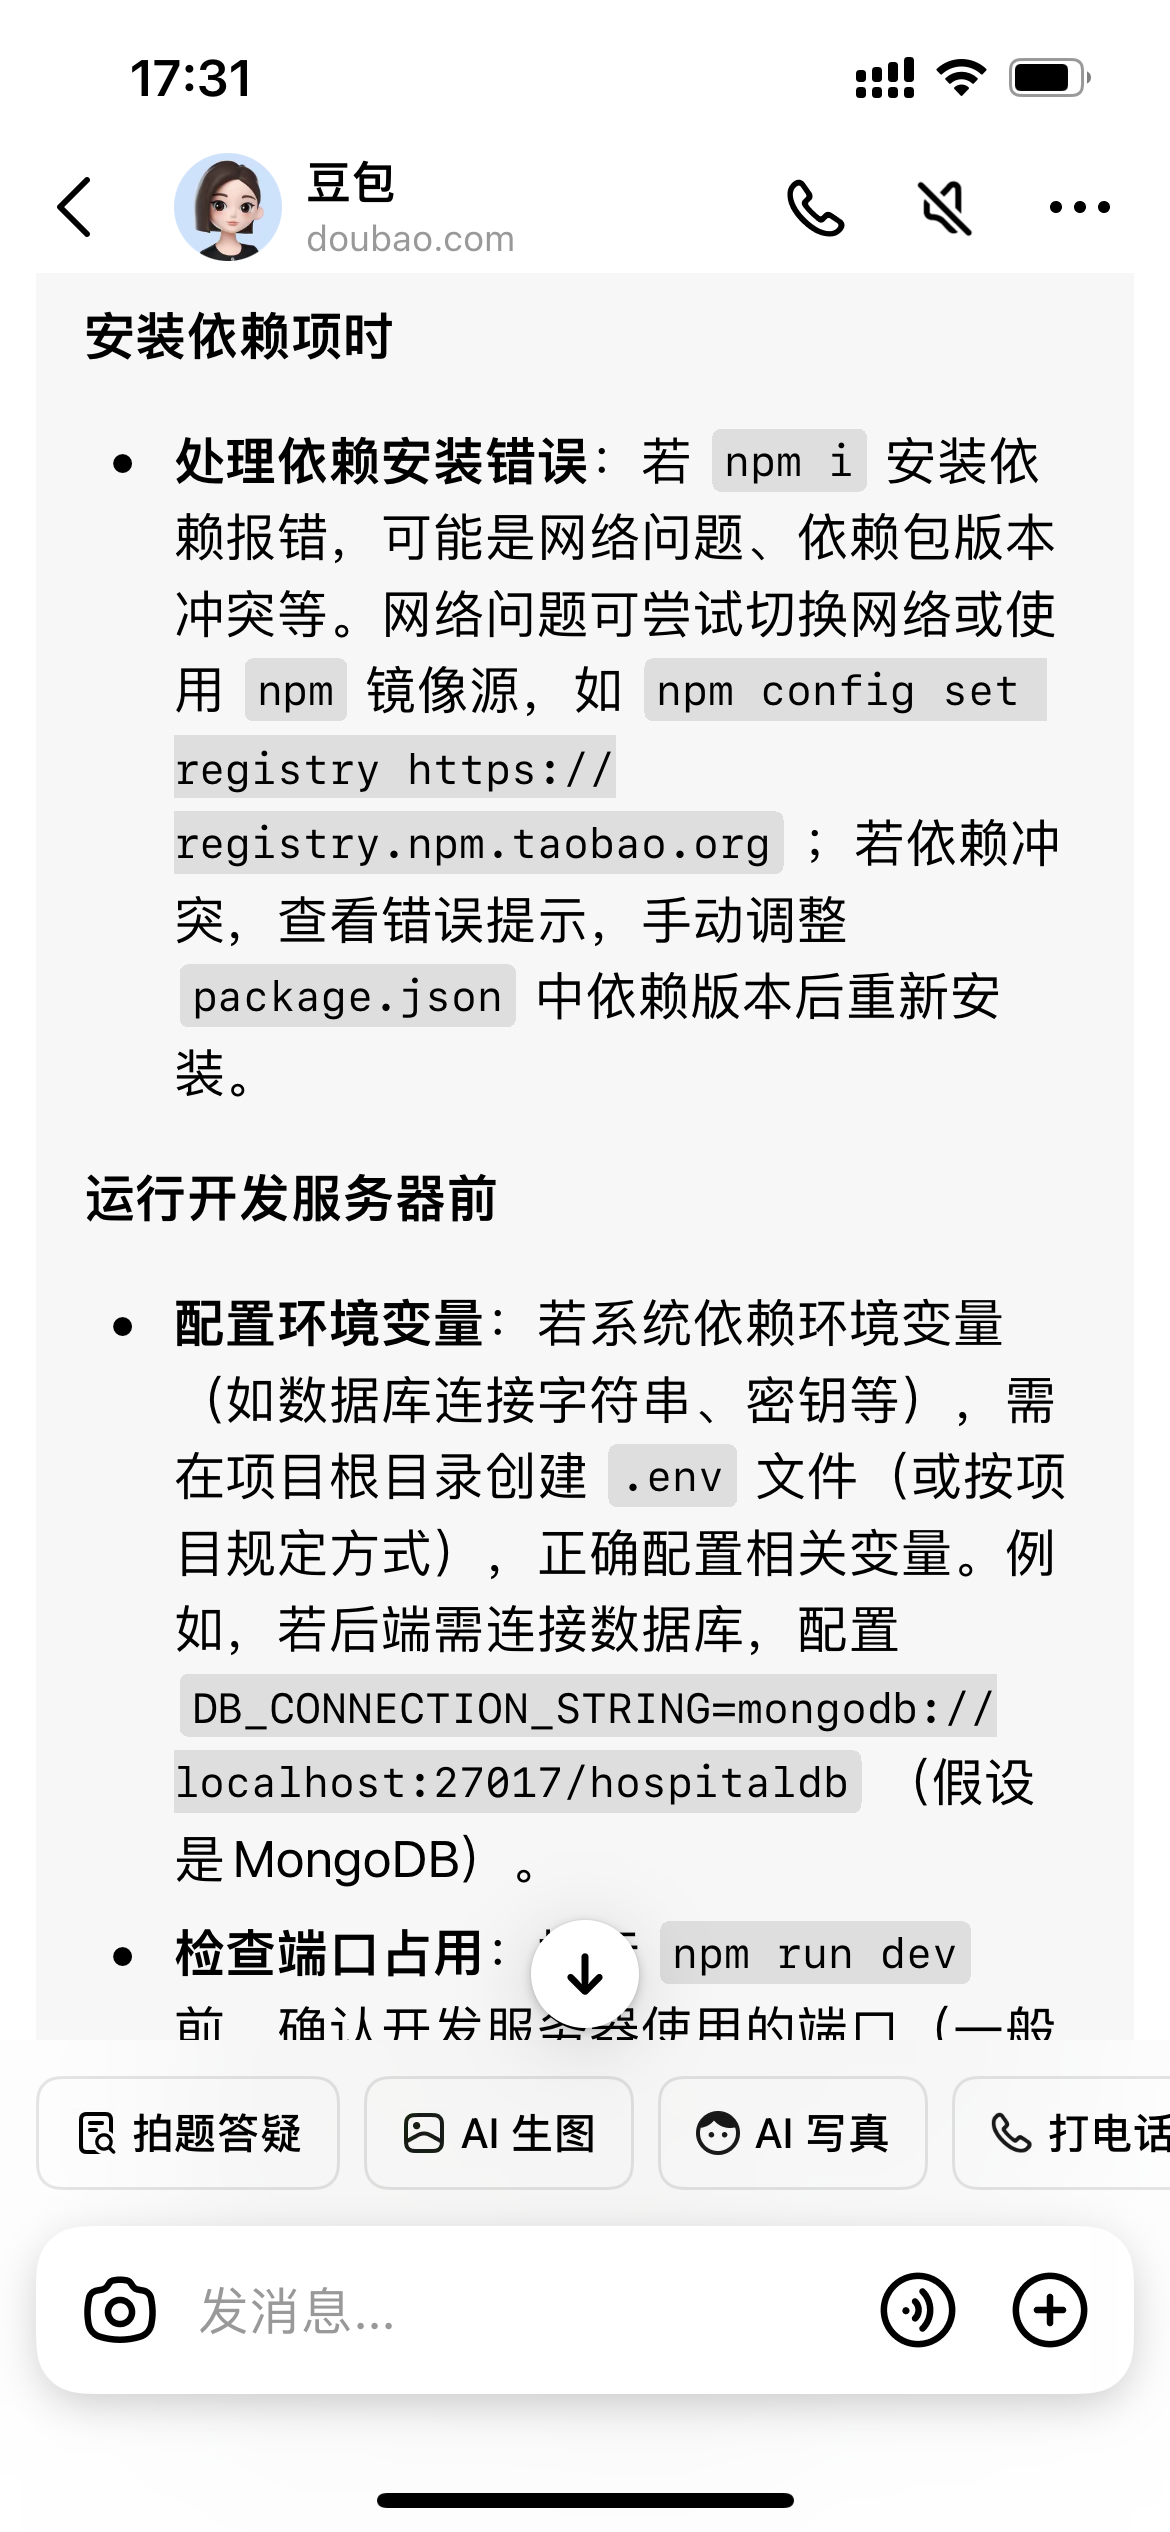 17:31
豆包
doubao.com
安装依赖项时
处理依赖安装错误：若 npm i 安装依
赖报错，可能是网络问题、依赖包版本
冲突等。网络问题可尝试切换网络或使
用 npm 镜像源，如 npm config set
registry https://
registry.npm.taobao.org ；若依赖冲
突，查看错误提示，手动调整
package.json 中依赖版本后重新安
装。
运行开发服务器前
配置环境变量：若系统依赖环境变量
（如数据库连接字符串、密钥等），需
在项目根目录创建 .env 文件（或按项
目规定方式），正确配置相关变量。例
如，若后端需连接数据库，配置
DB_CONNECTION_STRING=mongodb://
localhost:27017/hospitaldb （假设
是MongoDB）。
检查端口占用： npm run dev
前 确认开发服务器使用的端口（一般
拍题答疑 AI 生图 AI 写真 打电话
发消息...